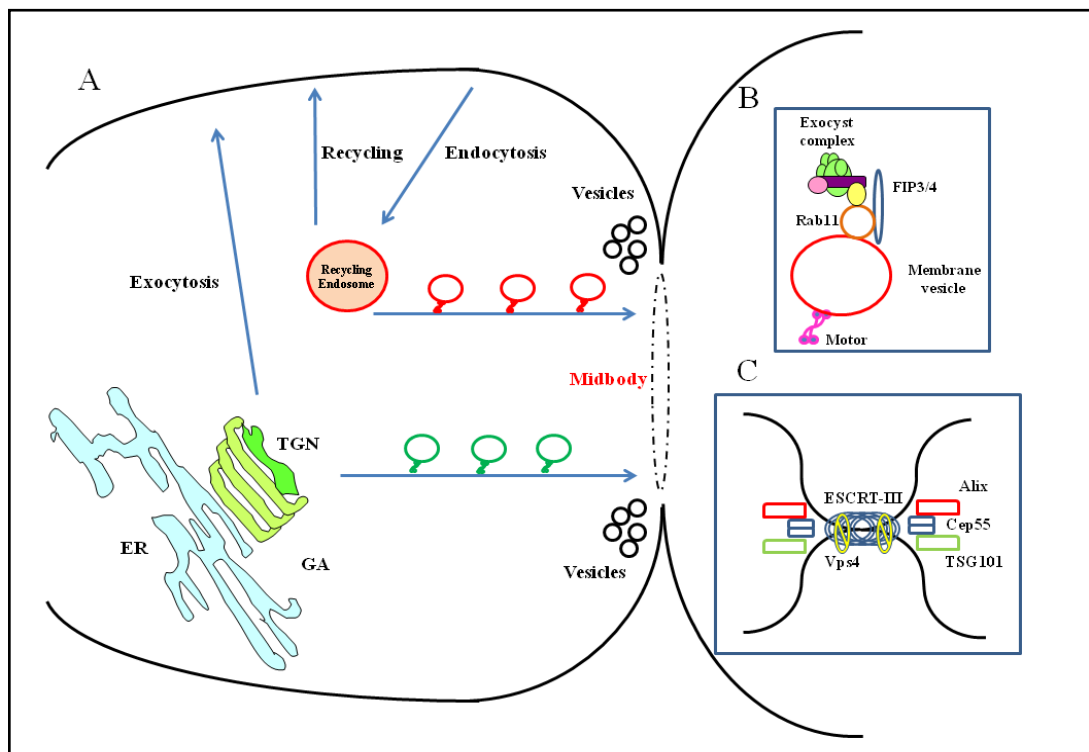 A
Recycling
Endocytosis
Vesicles
Exocytosis
Recycling
Endosome
Midbody
TGN
ER
GA
Vesicles
B
Exocyst
complex
FIP3/4
Rab11
Membrane
vesicle
Motor
C
ESCRT-III
Alix
Cep55
Vps4
TSG101